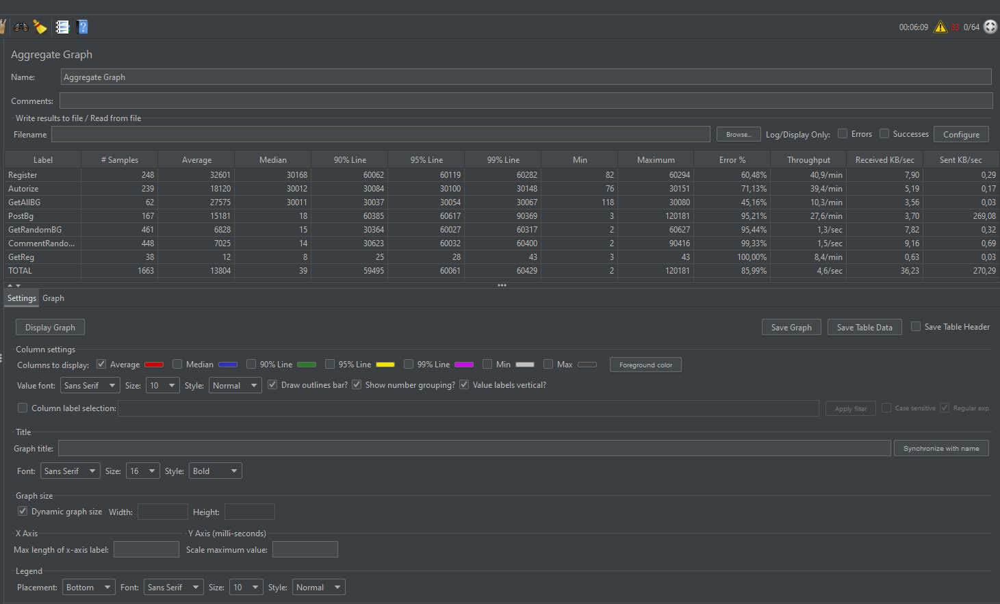 00:06:09 33 0/64
Aggregate Graph
Name: Aggregate Graph
Comments:
Write results to file / Read from file
Filename Browse... Log/Display Only: Errors Successes Configure
Label # Samples Average Median 90% Line 95% Line 99% Line Min Maximum Error % Throughput Received KB/sec Sent KB/sec
Register 248 32601 30168 60062 60119 60282 82 60294 60,48% 40,9/min 7,90 0,29
Autorize 239 18120 30012 30084 30100 30148 76 30151 71,13% 39,4/min 5,19 0,17
GetAllBG 62 27575 30011 30037 30054 30067 118 30080 45,16% 10,3/min 3,56 0,03
PostBg 167 15181 18 60385 60617 90369 3 120181 95,21% 27,6/min 3,70 269,08
GetRandomBG 461 6828 15 30364 60027 60317 2 60627 95,44% 1,3/sec 7,82 0,32
CommentRando... 448 7025 14 30623 60032 60400 2 90416 99,33% 1,5/sec 9,16 0,69
GetReg 38 12 8 25 28 43 3 43 100,00% 8,4/min 0,63 0,03
TOTAL 1663 13804 39 59495 60061 60429 2 120181 85,99% 4,6/sec 36,23 270,29
Settings Graph
Display Graph Save Graph Save Table Data Save Table Header
Column settings
Columns to display: Average Median 90% Line 95% Line 99% Line Min Max Foreground color
Value font: Sans Serif Size: 10 Style: Normal Draw outlines bar? Show number grouping? Value labels vertical?
Column label selection: Apply filter Case sensitive Regular exp.
Title
Graph title: Synchronize with name
Font: Sans Serif Size: 16 Style: Bold
Graph size
Dynamic graph size Width: Height:
X Axis Y Axis (milli-seconds)
Max length of x-axis label: Scale maximum value:
Legend
Placement: Bottom Font: Sans Serif Size: 10 Style: Normal